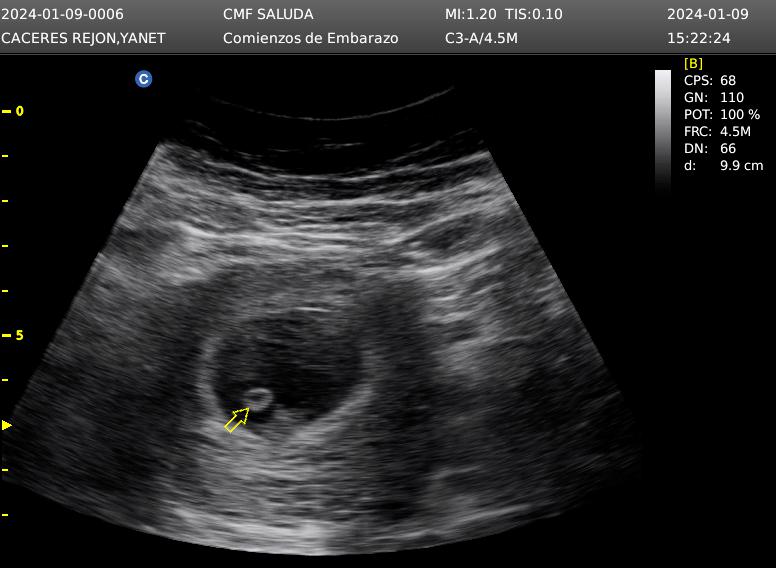 2024-01-09-0006 CMF SALUDA MI:1.20 TIS:0.10 2024-01-09
CACERES REJON,YANET Comienzos de Embarazo C3-A/4.5M 15:22:24
[B]
C
CPS: 68
GN: 110
POT: 100 %
FRC: 4.5M
DN: 66
d: 9.9 cm
0
5